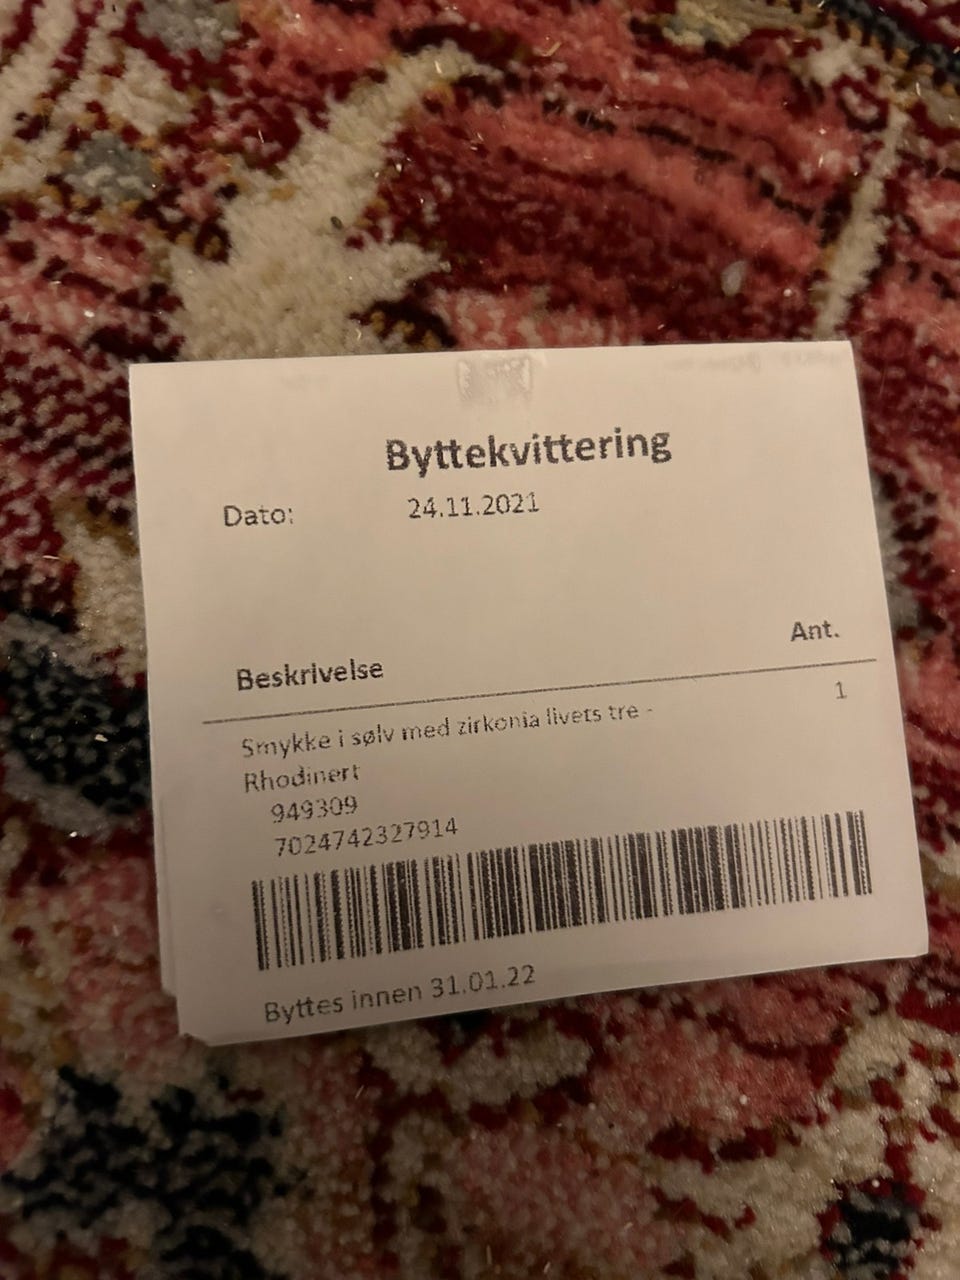 Byttekvittering
Dato: 24.11.2021
Beskrivelse Ant.
Smykke i sølv med zirkonia livets tre - 1
Rhodinert
949309
7024742327914
Byttes innen 31.01.22